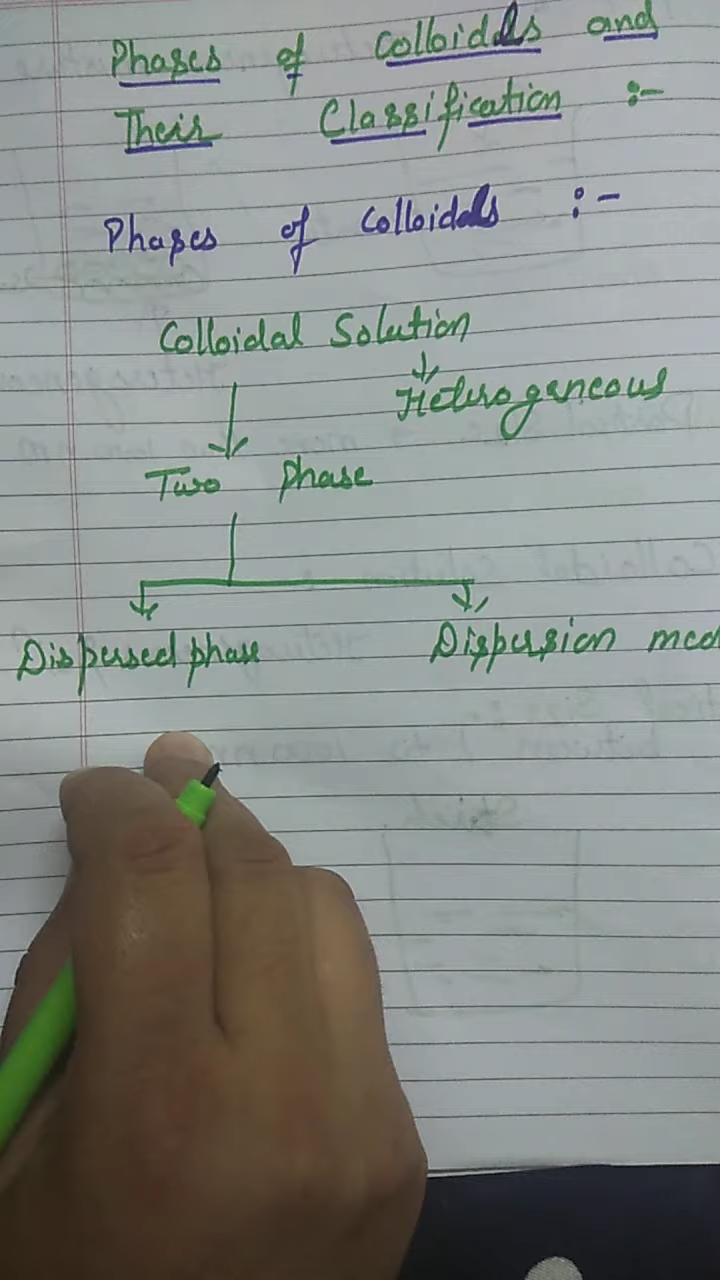 Phases of Colloids and
Their Classification :-
Phases of Colloids :-
Colloidal Solution
Heterogeneous
Two Phase
Dispersed phase Dispersion med